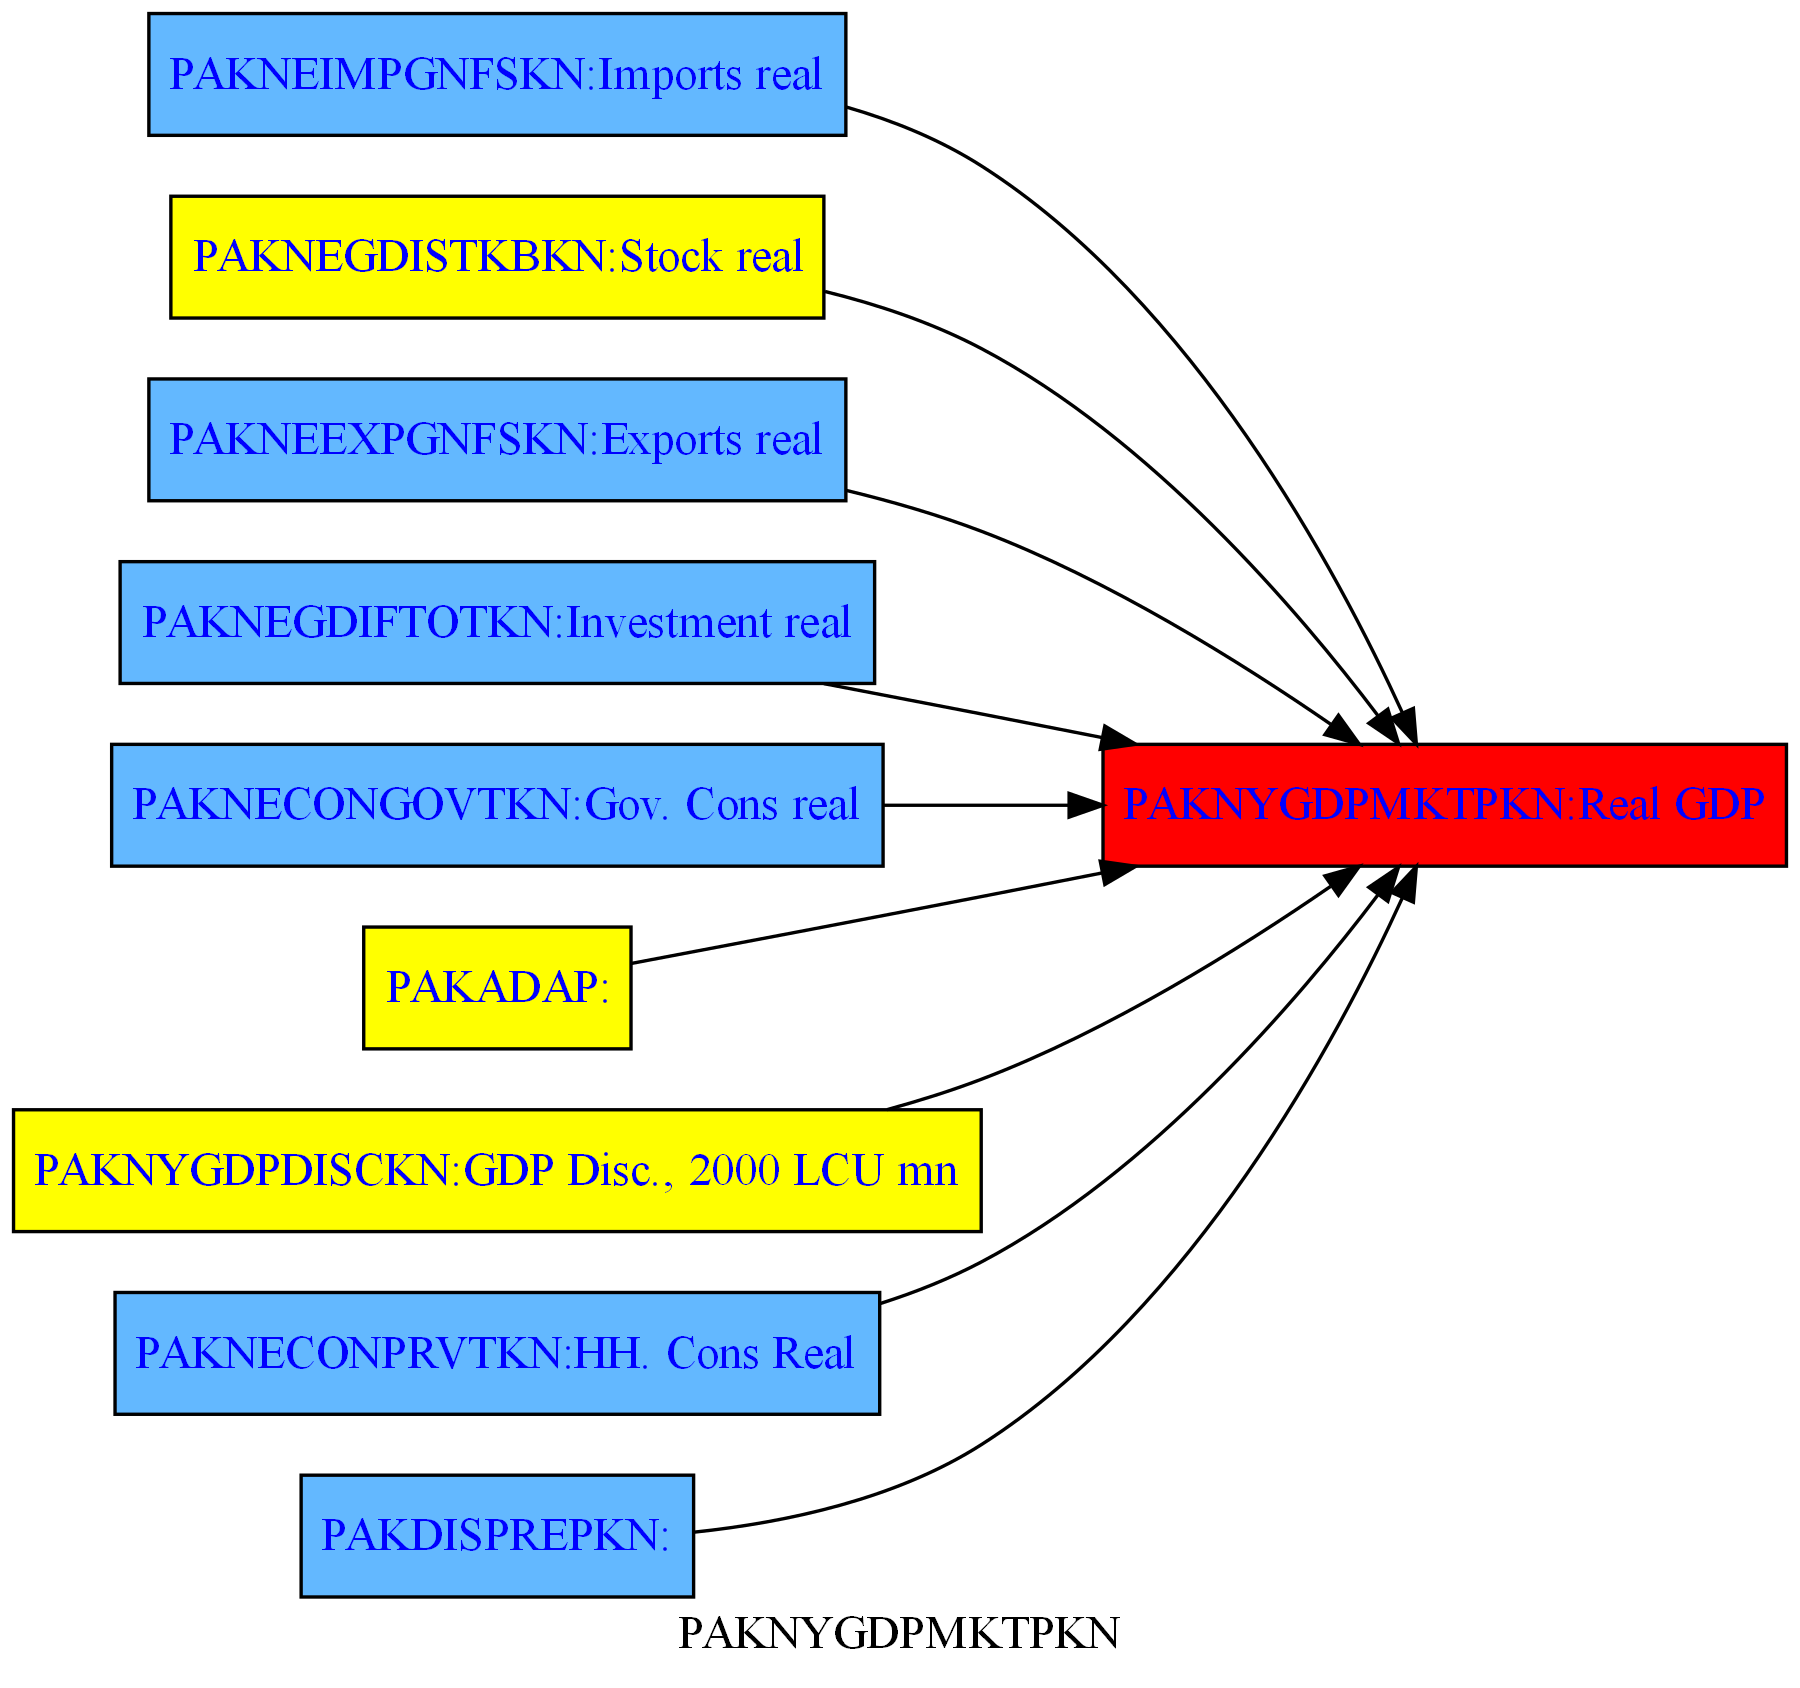 PAKNEIMPGNFSKN:Imports real
PAKNEGDISTKBKN:Stock real
PAKNEEXPGNFSKN:Exports real
PAKNEGDIFTOTKN:Investment real
PAKNECONGOVTKN:Gov. Cons real
PAKNYGDPMKTPKN:Real GDP
PAKADAP:
PAKNYGDPDISCKN:GDP Disc., 2000 LCU mn
PAKNECONPRVTKN:HH. Cons Real
PAKDISPREPKN:
PAKNYGDPMKTPKN